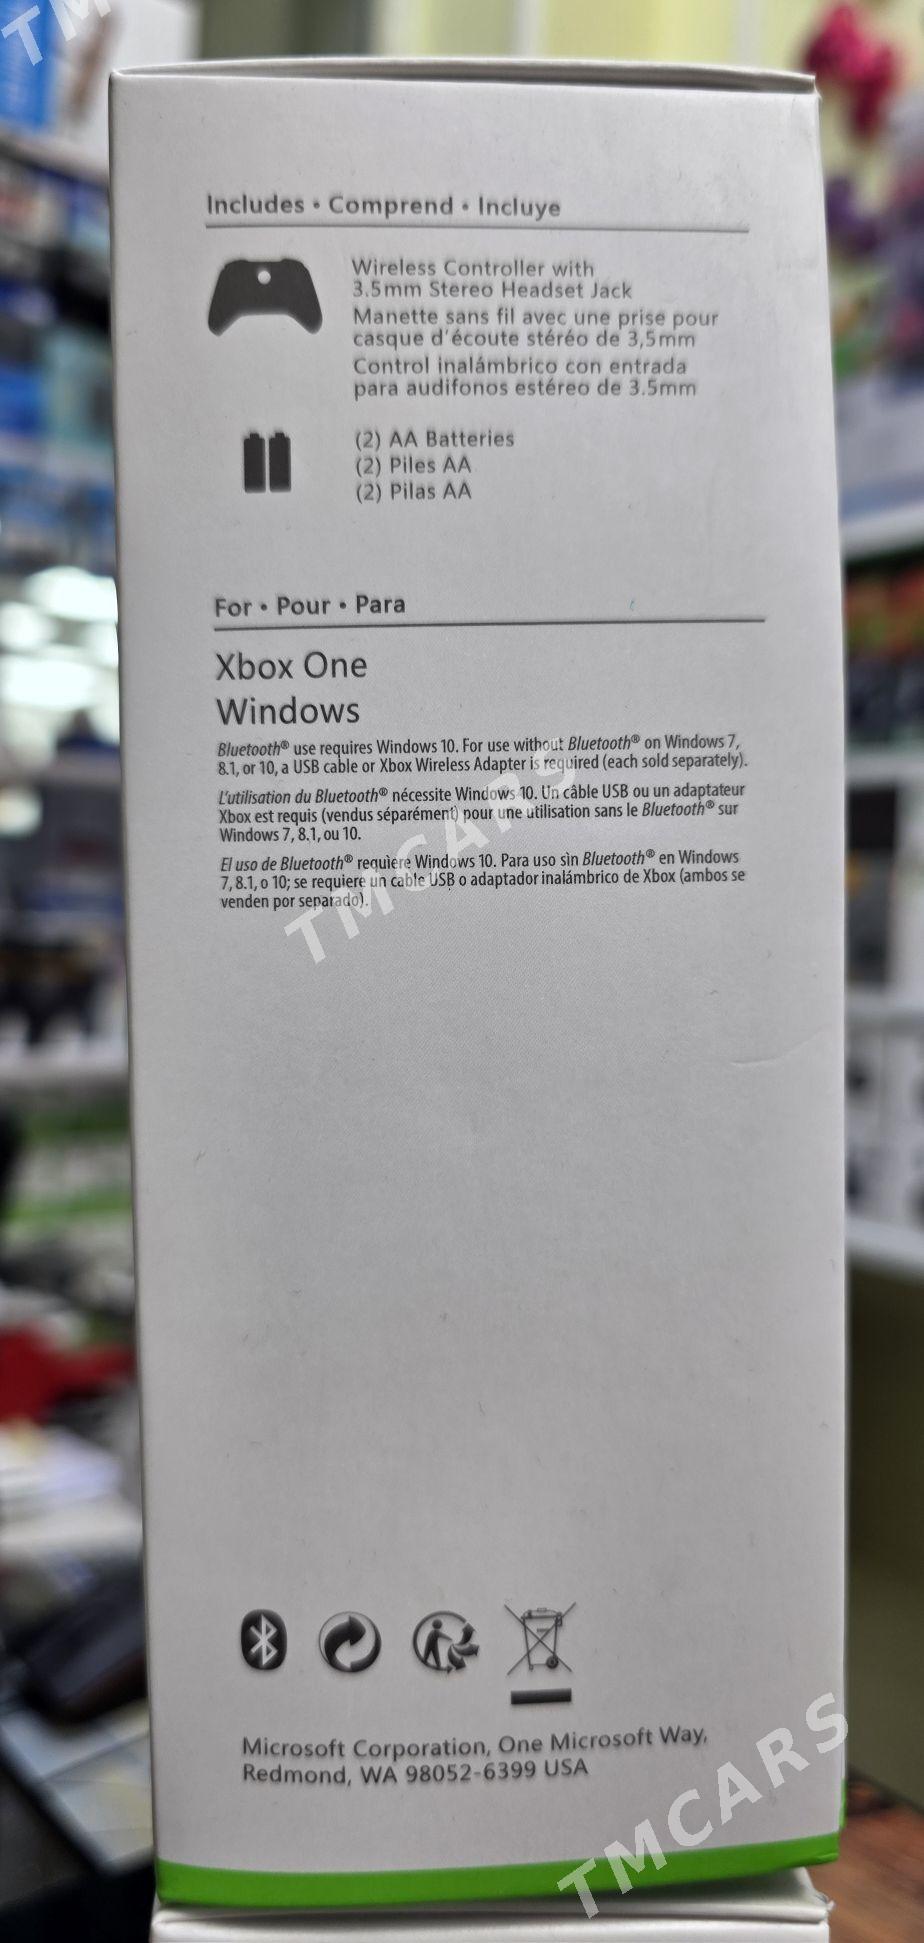 TM
Includes • Comprend • Incluye
Wireless Controller with
3.5mm Stereo Headset Jack
Manette sans fil avec une prise pour
casque d'écoute stéréo de 3,5mm
Control inalámbrico con entrada
para audifonos estéreo de 3.5mm
(2) AA Batteries
(2) Piles AA
(2) Pilas AA
For • Pour • Para
Xbox One
Windows
Bluetooth® use requires Windows 10. For use without Bluetooth® on Windows 7,
8.1, or 10, a USB cable or Xbox Wireless Adapter is required (each sold separately).
L'utilisation du Bluetooth® nécessite Windows 10. Un câble USB ou un adaptateur
Xbox est requis (vendus séparément) pour une utilisation sans le Bluetooth® sur
Windows 7, 8.1, ou 10.
El uso de Bluetooth® requiere Windows 10. Para uso sin Bluetooth® en Windows
7, 8.1, o 10; se requiere un cable USB o adaptador inalámbrico de Xbox (ambos se
venden por separado).
TMCARS
Microsoft Corporation, One Microsoft Way,
Redmond, WA 98052-6399 USA
TMCARS